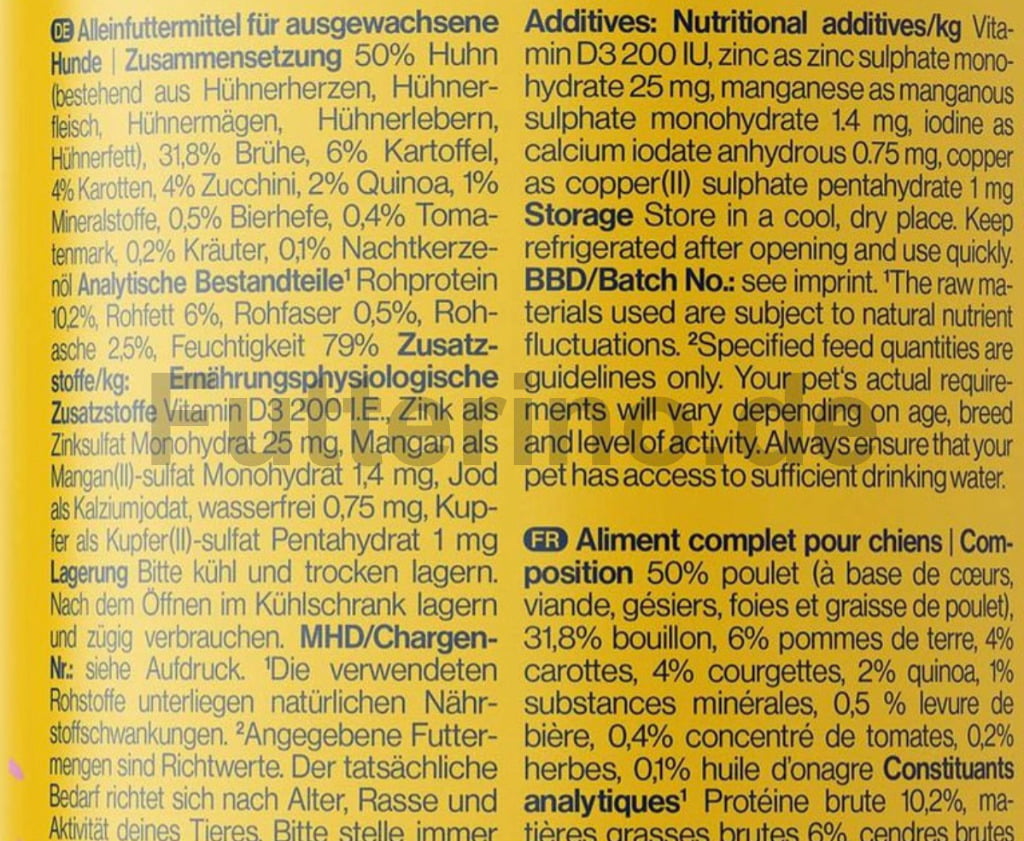 DE Alleinfuttermittel für ausgewachsene
Hunde | Zusammensetzung 50% Huhn
(bestehend aus Hühnerherzen, Hühner-
fleisch, Hühnermägen, Hühnerlebern,
Hühnerfett), 31,8% Brühe, 6% Kartoffel,
4% Karotten, 4% Zucchini, 2% Quinoa, 1%
Mineralstoffe, 0,5% Bierhefe, 0,4% Toma-
tenmark, 0,2% Kräuter, 0,1% Nachtkerze-
nöl Analytische Bestandteile¹ Rohprotein
10,2%, Rohfett 6%, Rohfaser 0,5%, Roh-
asche 2,5%, Feuchtigkeit 79% Zusatz-
stoffe/kg: Ernährungsphysiologische
Zusatzstoffe Vitamin D3 200 I.E., Zink als
Zinksulfat Monohydrat 25 mg, Mangan als
Mangan(II)-sulfat Monohydrat 1,4 mg, Jod
als Kalziumjodat, wasserfrei 0,75 mg, Kup-
fer als Kupfer(II)-sulfat Pentahydrat 1 mg
Lagerung Bitte kühl und trocken lagern.
Nach dem Öffnen im Kühlschrank lagern
und zügig verbrauchen. MHD/Chargen-
Nr.: siehe Aufdruck. ¹Die verwendeten
Rohstoffe unterliegen natürlichen Nähr-
stoffschwankungen. ²Angegebene Futter-
mengen sind Richtwerte. Der tatsächliche
Bedarf richtet sich nach Alter, Rasse und
Aktivität deines Tieres. Bitte stelle immer
Additives: Nutritional additives/kg Vita-
min D3 200 IU, zinc as zinc sulphate mono-
hydrate 25 mg, manganese as manganous
sulphate monohydrate 1.4 mg, iodine as
calcium iodate anhydrous 0.75 mg, copper
as copper(II) sulphate pentahydrate 1 mg
Storage Store in a cool, dry place. Keep
refrigerated after opening and use quickly.
BBD/Batch No.: see imprint. ¹The raw ma-
terials used are subject to natural nutrient
fluctuations. ²Specified feed quantities are
guidelines only. Your pet's actual require-
ments will vary depending on age, breed
and level of activity. Always ensure that your
pet has access to sufficient drinking water.
FR Aliment complet pour chiens | Com-
position 50% poulet (à base de cœurs,
viande, gésiers, foies et graisse de poulet),
31,8% bouillon, 6% pommes de terre, 4%
carottes, 4% courgettes, 2% quinoa, 1%
substances minérales, 0,5 % levure de
bière, 0,4% concentré de tomates, 0,2%
herbes, 0,1% huile d'onagre Constituants
analytiques¹ Protéine brute 10,2%, ma-
tières grasses brutes 6%, cendres brutes
Futterino.de